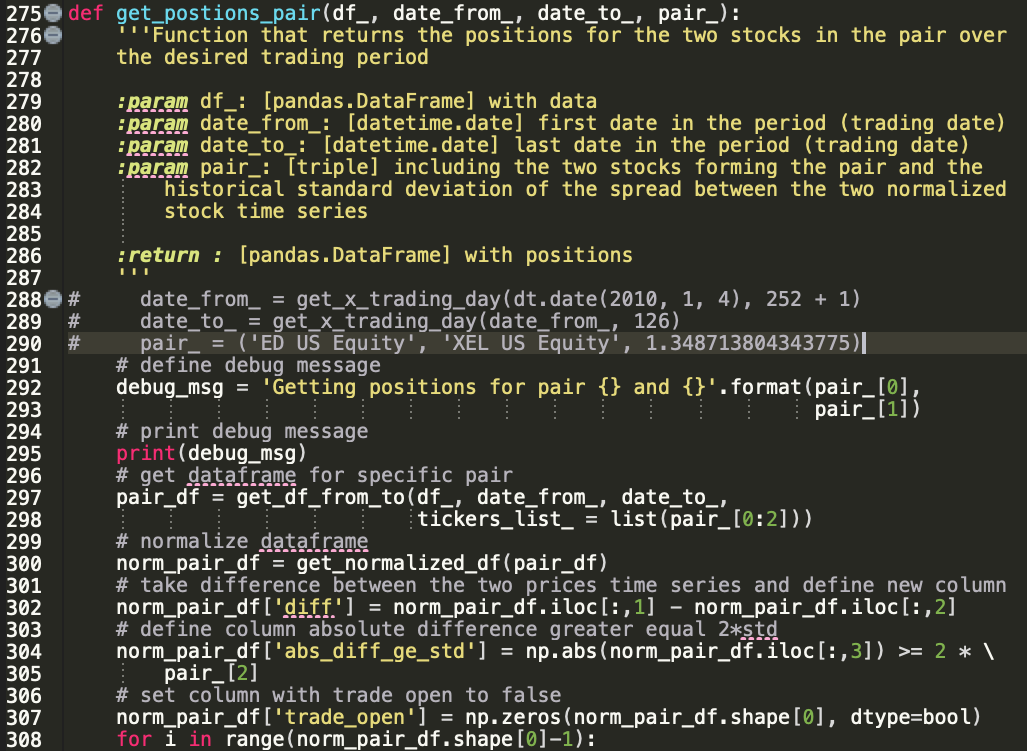 275 def get_postions_pair(df_, date_from_, date_to_, pair_):
276     '''Function that returns the positions for the two stocks in the pair over
277     the desired trading period
278
279     :param df_: [pandas.DataFrame] with data
280     :param date_from_: [datetime.date] first date in the period (trading date)
281     :param date_to_: [datetime.date] last date in the period (trading date)
282     :param pair_: [triple] including the two stocks forming the pair and the
283         historical standard deviation of the spread between the two normalized
284         stock time series
285
286     :return : [pandas.DataFrame] with positions
287     '''
288 #     date_from_ = get_x_trading_day(dt.date(2010, 1, 4), 252 + 1)
289 #     date_to_ = get_x_trading_day(date_from_, 126)
290 #     pair_ = ('ED US Equity', 'XEL US Equity', 1.348713804343775)
291     # define debug message
292     debug_msg = 'Getting positions for pair {} and {}'.format(pair_[0],
293                                                               pair_[1])
294     # print debug message
295     print(debug_msg)
296     # get dataframe for specific pair
297     pair_df = get_df_from_to(df_, date_from_, date_to_,
298                              tickers_list_ = list(pair_[0:2]))
299     # normalize dataframe
300     norm_pair_df = get_normalized_df(pair_df)
301     # take difference between the two prices time series and define new column
302     norm_pair_df['diff'] = norm_pair_df.iloc[:,1] - norm_pair_df.iloc[:,2]
303     # define column absolute difference greater equal 2*std
304     norm_pair_df['abs_diff_ge_std'] = np.abs(norm_pair_df.iloc[:,3]) >= 2 * \
305         pair_[2]
306     # set column with trade open to false
307     norm_pair_df['trade_open'] = np.zeros(norm_pair_df.shape[0], dtype=bool)
308     for i in range(norm_pair_df.shape[0]-1):